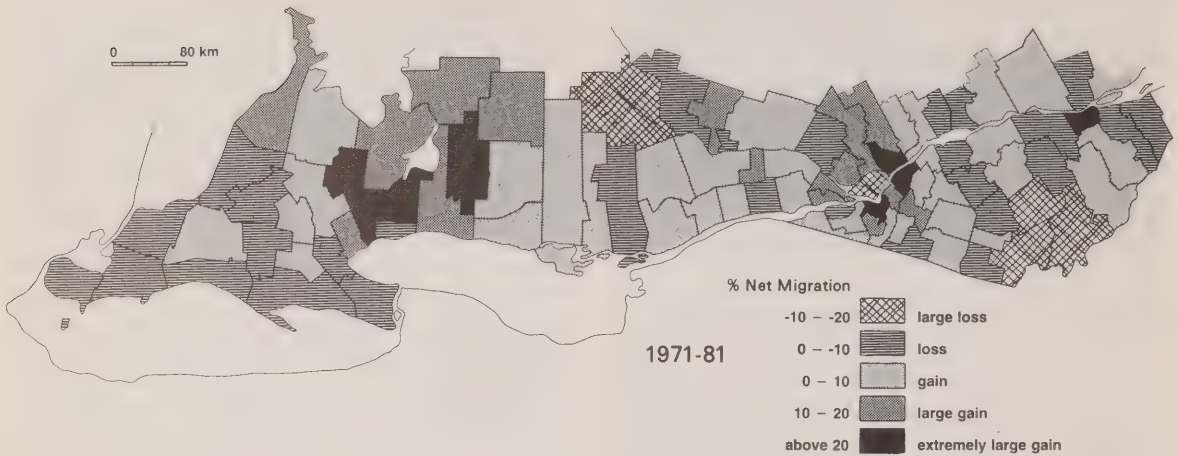 0 80 km
% Net Migration
-10 – -20 large loss
0 – -10 loss
1971-81
0 – 10 gain
10 – 20 large gain
above 20 extremely large gain